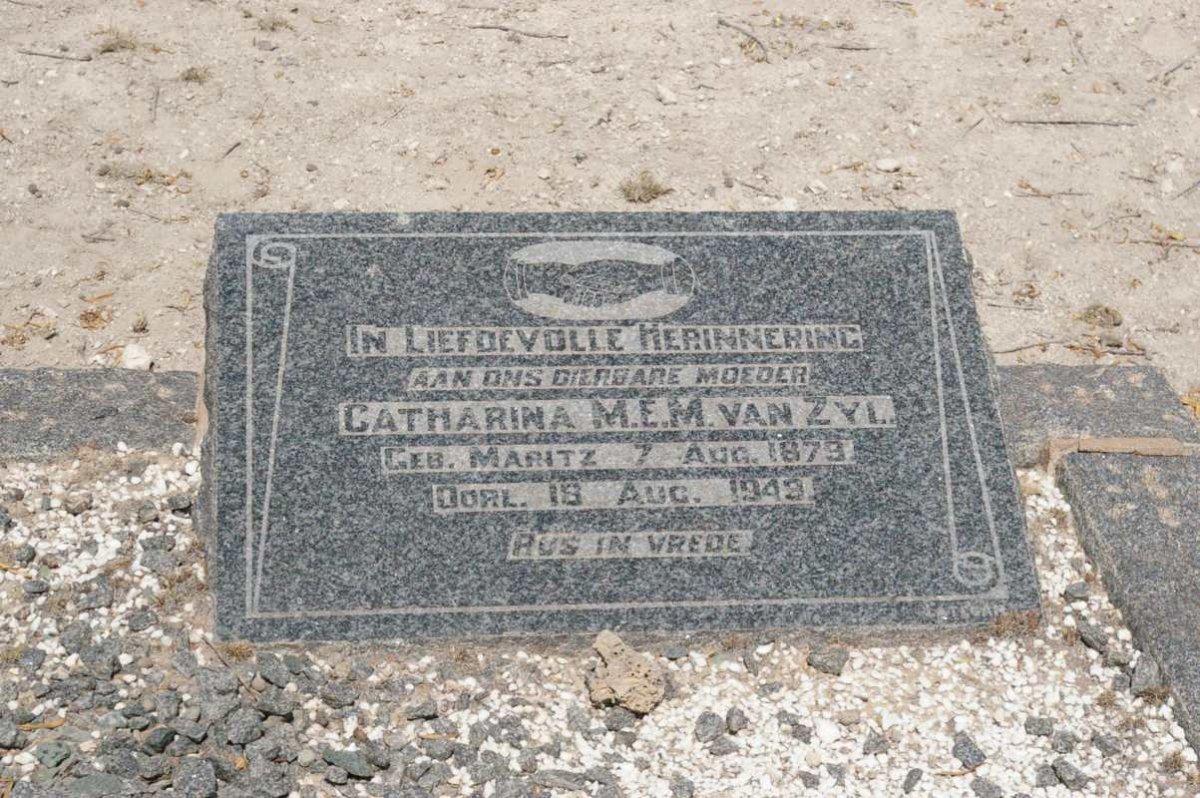 IN LIEFDEVOLLE HERINNERING
AAN ONS DIERBARE MOEDER
CATHARINA M.E.M. VAN ZYL.
GEB. MARITZ 7 AUG. 1879
OORL. AUG. 1949
RUS IN VREDE